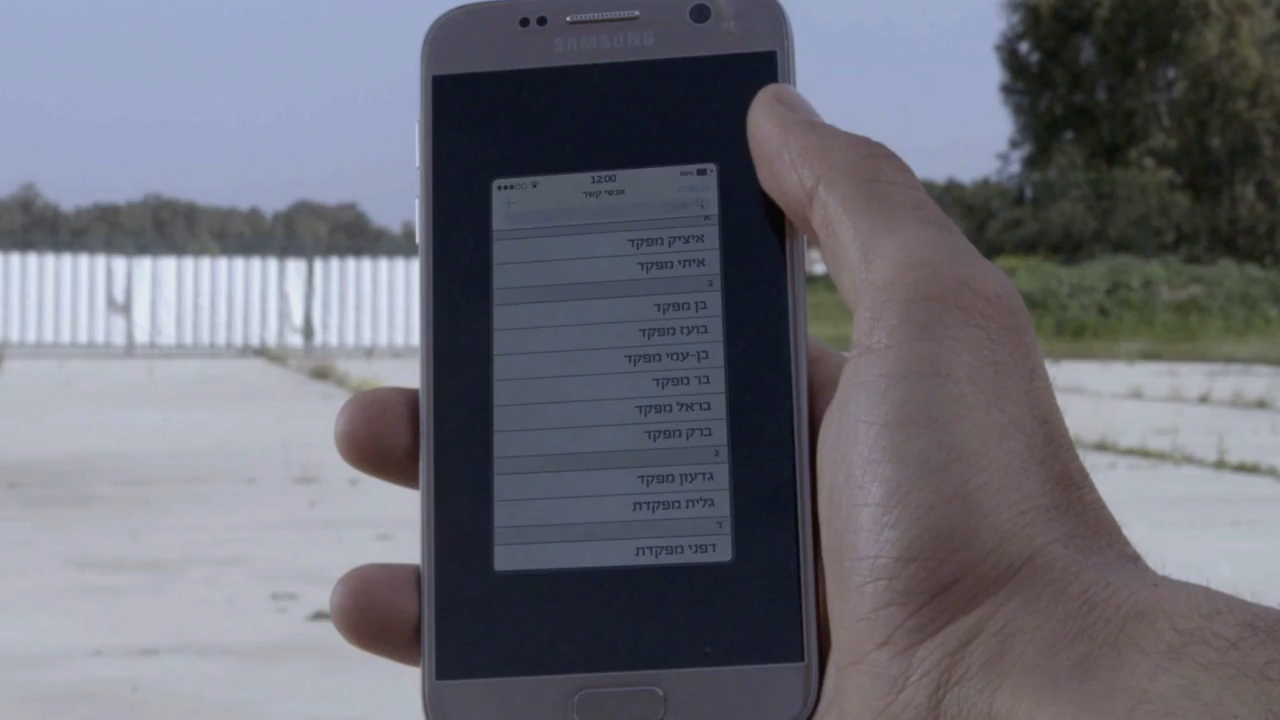 SAMSUNG
12:00
אנשי קשר
א
איציק מפקד
איתי מפקד
ב
בן מפקד
בועז מפקד
בן-עמי מפקד
בר מפקד
בראל מפקד
ברק מפקד
ג
גדעון מפקד
גלית מפקדת
ד
דפני מפקדת